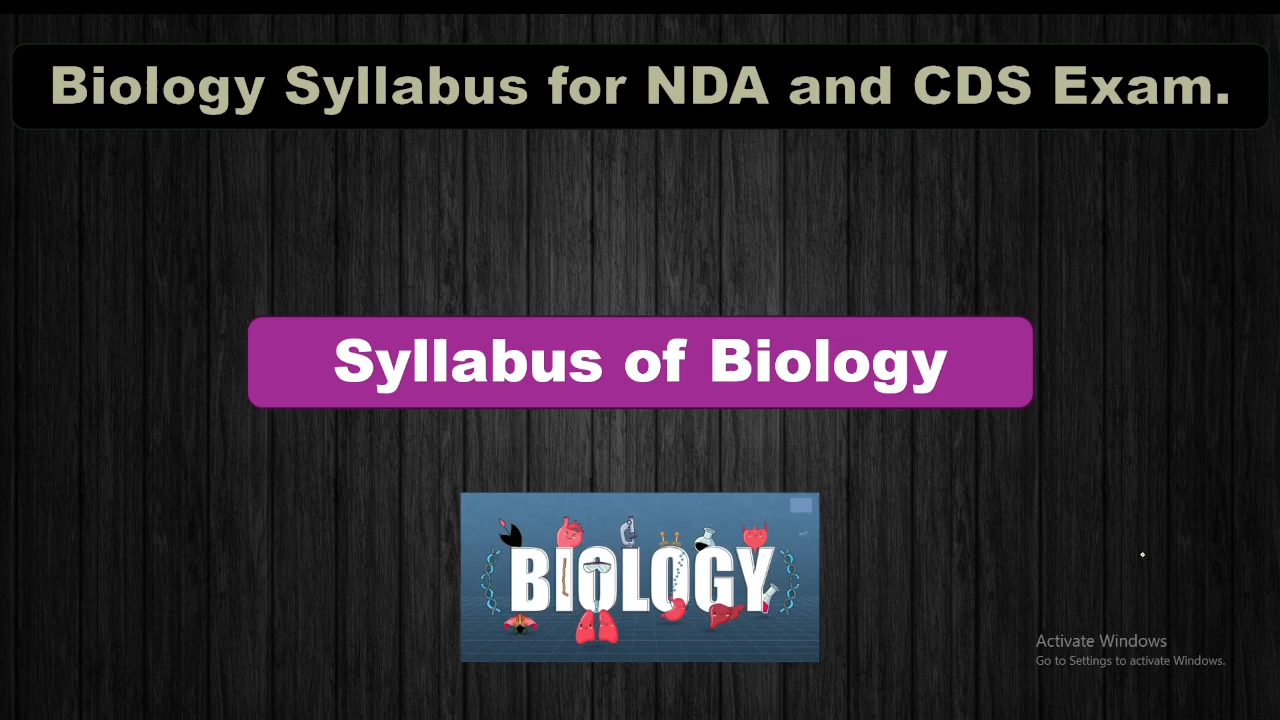 Biology Syllabus for NDA and CDS Exam.
Syllabus of Biology
BIOLOGY
Activate Windows
Go to Settings to activate Windows.